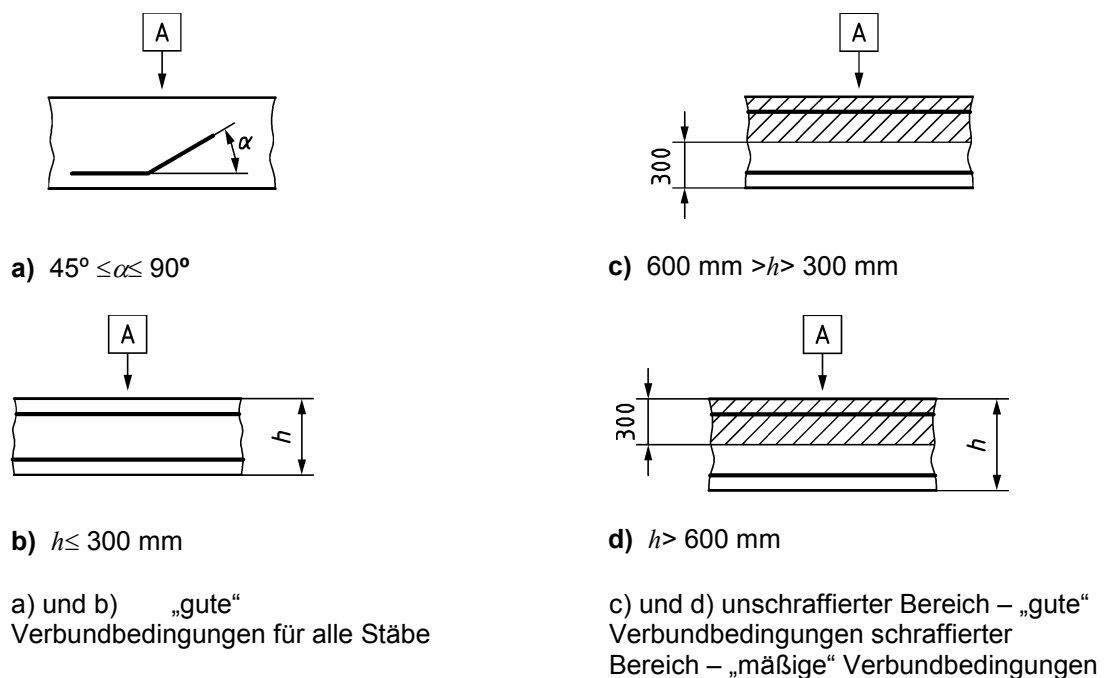 A
α
a) 45º ≤α≤ 90º
A
h
b) h≤ 300 mm
a) und b) „gute“
Verbundbedingungen für alle Stäbe
A
300
c) 600 mm >h> 300 mm
A
300
h
d) h> 600 mm
c) und d) unschraffierter Bereich – „gute“
Verbundbedingungen schraffierter
Bereich – „mäßige“ Verbundbedingungen